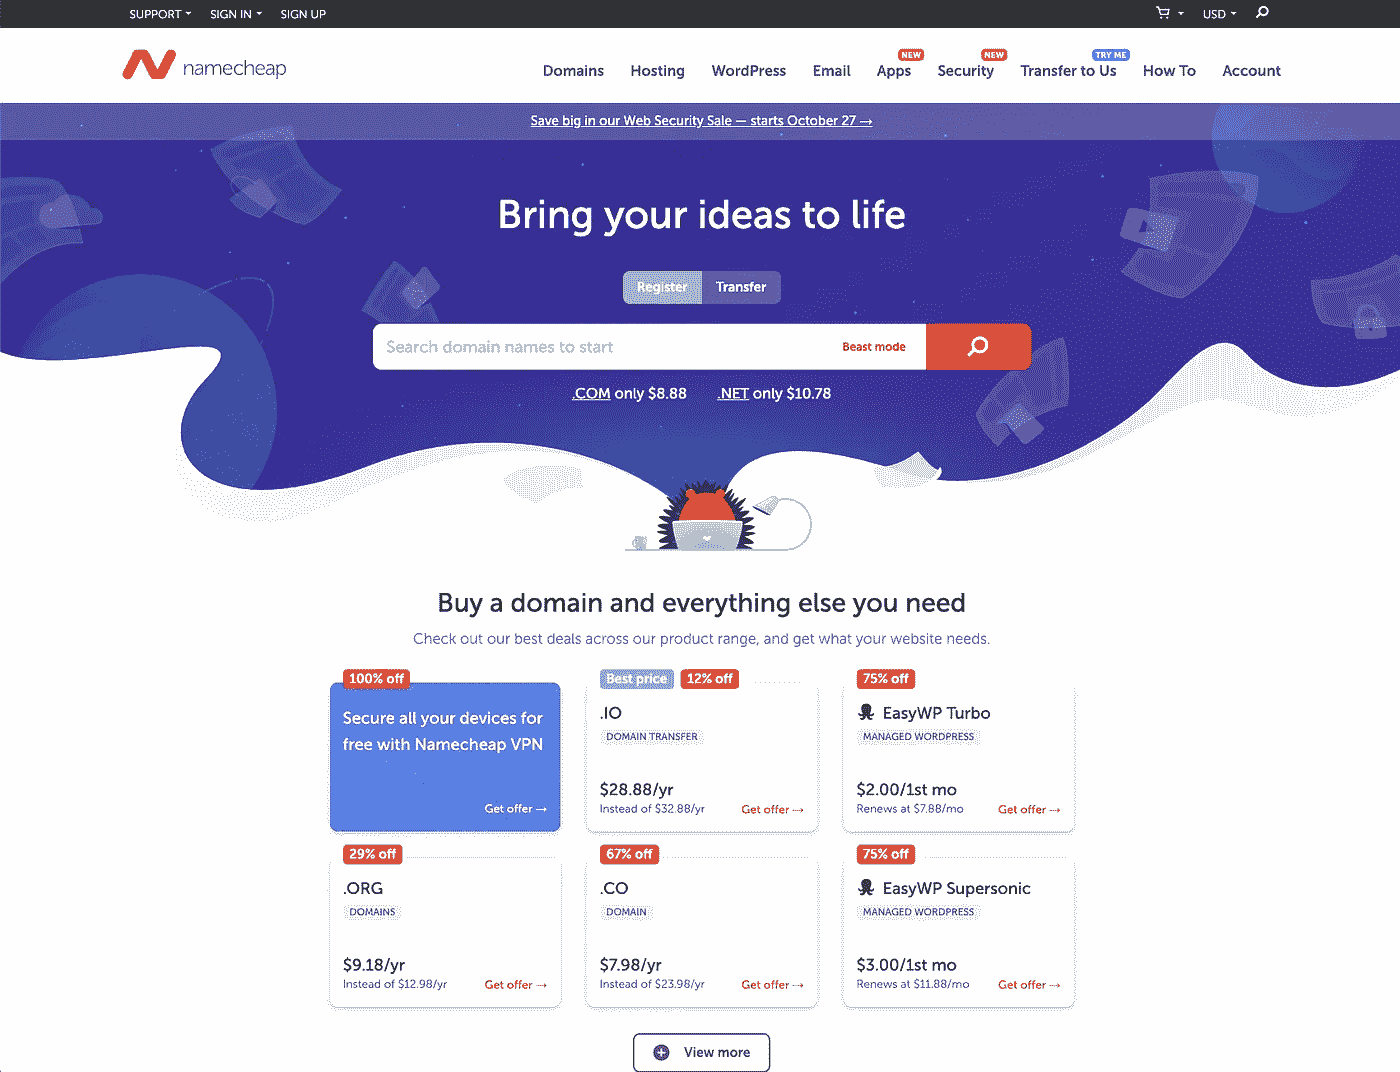 SUPPORT SIGN IN SIGN UP USD
namecheap
NEW NEW TRY ME
Domains Hosting WordPress Email Apps Security Transfer to Us How To Account
Save big in our Web Security Sale — starts October 27 →
Bring your ideas to life
Register Transfer
Search domain names to start Beast mode
.COM only $8.88 .NET only $10.78
Buy a domain and everything else you need
Check out our best deals across our product range, and get what your website needs.
100% off
Secure all your devices for
free with Namecheap VPN
Get offer →
Best price 12% off
.IO
DOMAIN TRANSFER
$28.88/yr
Instead of $32.88/yr Get offer →
75% off
EasyWP Turbo
MANAGED WORDPRESS
$2.00/1st mo
Renews at $7.88/mo Get offer →
29% off
.ORG
DOMAINS
$9.18/yr
Instead of $12.98/yr Get offer →
67% off
.CO
DOMAIN
$7.98/yr
Instead of $23.98/yr Get offer →
75% off
EasyWP Supersonic
MANAGED WORDPRESS
$3.00/1st mo
Renews at $11.88/mo Get offer →
View more